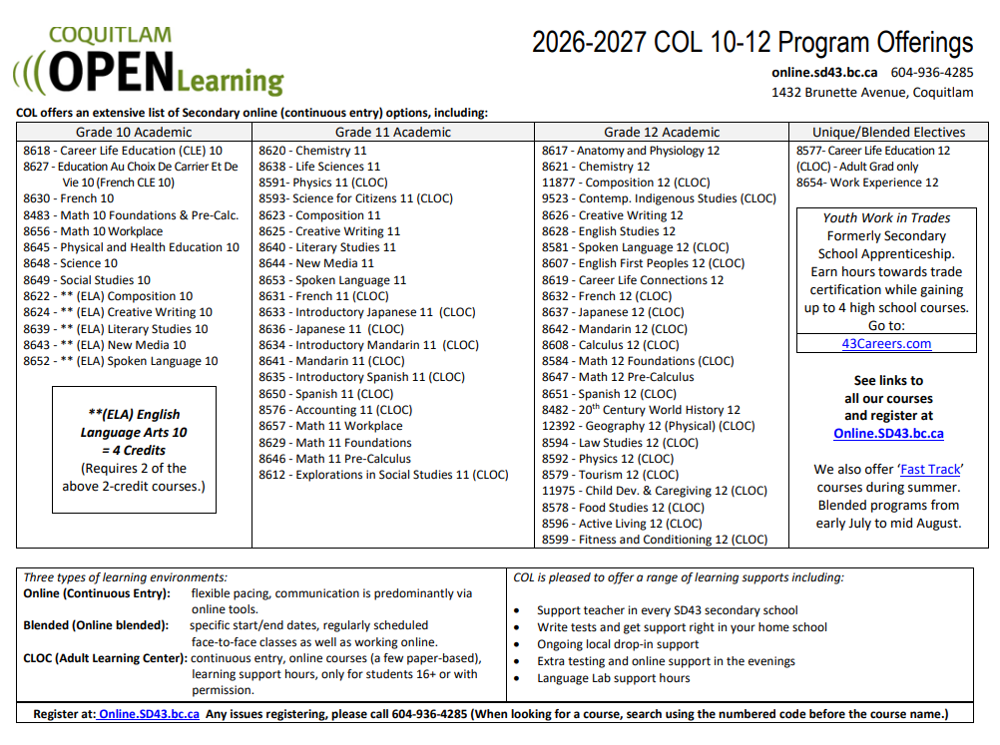 COQUITLAM
OPEN Learning
2026-2027 COL 10-12 Program Offerings
online.sd43.bc.ca 604-936-4285
1432 Brunette Avenue, Coquitlam
COL offers an extensive list of Secondary online (continuous entry) options, including:
Grade 10 Academic
8618 - Career Life Education (CLE) 10
8627 - Education Au Choix De Carrier Et De
Vie 10 (French CLE 10)
8630 - French 10
8483 - Math 10 Foundations & Pre-Calc.
8656 - Math 10 Workplace
8645 - Physical and Health Education 10
8648 - Science 10
8649 - Social Studies 10
8622 - ** (ELA) Composition 10
8624 - ** (ELA) Creative Writing 10
8639 - ** (ELA) Literary Studies 10
8643 - ** (ELA) New Media 10
8652 - ** (ELA) Spoken Language 10
**(ELA) English
Language Arts 10
= 4 Credits
(Requires 2 of the
above 2-credit courses.)
Grade 11 Academic
8620 - Chemistry 11
8638 - Life Sciences 11
8591- Physics 11 (CLOC)
8593- Science for Citizens 11 (CLOC)
8623 - Composition 11
8625 - Creative Writing 11
8640 - Literary Studies 11
8644 - New Media 11
8653 - Spoken Language 11
8631 - French 11 (CLOC)
8633 - Introductory Japanese 11 (CLOC)
8636 - Japanese 11 (CLOC)
8634 - Introductory Mandarin 11 (CLOC)
8641 - Mandarin 11 (CLOC)
8635 - Introductory Spanish 11 (CLOC)
8650 - Spanish 11 (CLOC)
8576 - Accounting 11 (CLOC)
8657 - Math 11 Workplace
8629 - Math 11 Foundations
8646 - Math 11 Pre-Calculus
8612 - Explorations in Social Studies 11 (CLOC)
Grade 12 Academic
8617 - Anatomy and Physiology 12
8621 - Chemistry 12
11877 - Composition 12 (CLOC)
9523 - Contemp. Indigenous Studies (CLOC)
8626 - Creative Writing 12
8628 - English Studies 12
8581 - Spoken Language 12 (CLOC)
8607 - English First Peoples 12 (CLOC)
8619 - Career Life Connections 12
8632 - French 12 (CLOC)
8637 - Japanese 12 (CLOC)
8642 - Mandarin 12 (CLOC)
8608 - Calculus 12 (CLOC)
8584 - Math 12 Foundations (CLOC)
8647 - Math 12 Pre-Calculus
8651 - Spanish 12 (CLOC)
8482 - 20th Century World History 12
12392 - Geography 12 (Physical) (CLOC)
8594 - Law Studies 12 (CLOC)
8592 - Physics 12 (CLOC)
8579 - Tourism 12 (CLOC)
11975 - Child Dev. & Caregiving 12 (CLOC)
8578 - Food Studies 12 (CLOC)
8596 - Active Living 12 (CLOC)
8599 - Fitness and Conditioning 12 (CLOC)
Unique/Blended Electives
8577- Career Life Education 12
(CLOC) - Adult Grad only
8654- Work Experience 12
Youth Work in Trades
Formerly Secondary
School Apprenticeship.
Earn hours towards trade
certification while gaining
up to 4 high school courses.
Go to:
43Careers.com
See links to
all our courses
and register at
Online.SD43.bc.ca
We also offer ‘Fast Track’
courses during summer.
Blended programs from
early July to mid August.
Three types of learning environments:
Online (Continuous Entry): flexible pacing, communication is predominantly via
online tools.
Blended (Online blended): specific start/end dates, regularly scheduled
face-to-face classes as well as working online.
CLOC (Adult Learning Center): continuous entry, online courses (a few paper-based),
learning support hours, only for students 16+ or with
permission.
COL is pleased to offer a range of learning supports including:
• Support teacher in every SD43 secondary school
• Write tests and get support right in your home school
• Ongoing local drop-in support
• Extra testing and online support in the evenings
• Language Lab support hours
Register at: Online.SD43.bc.ca Any issues registering, please call 604-936-4285 (When looking for a course, search using the numbered code before the course name.)